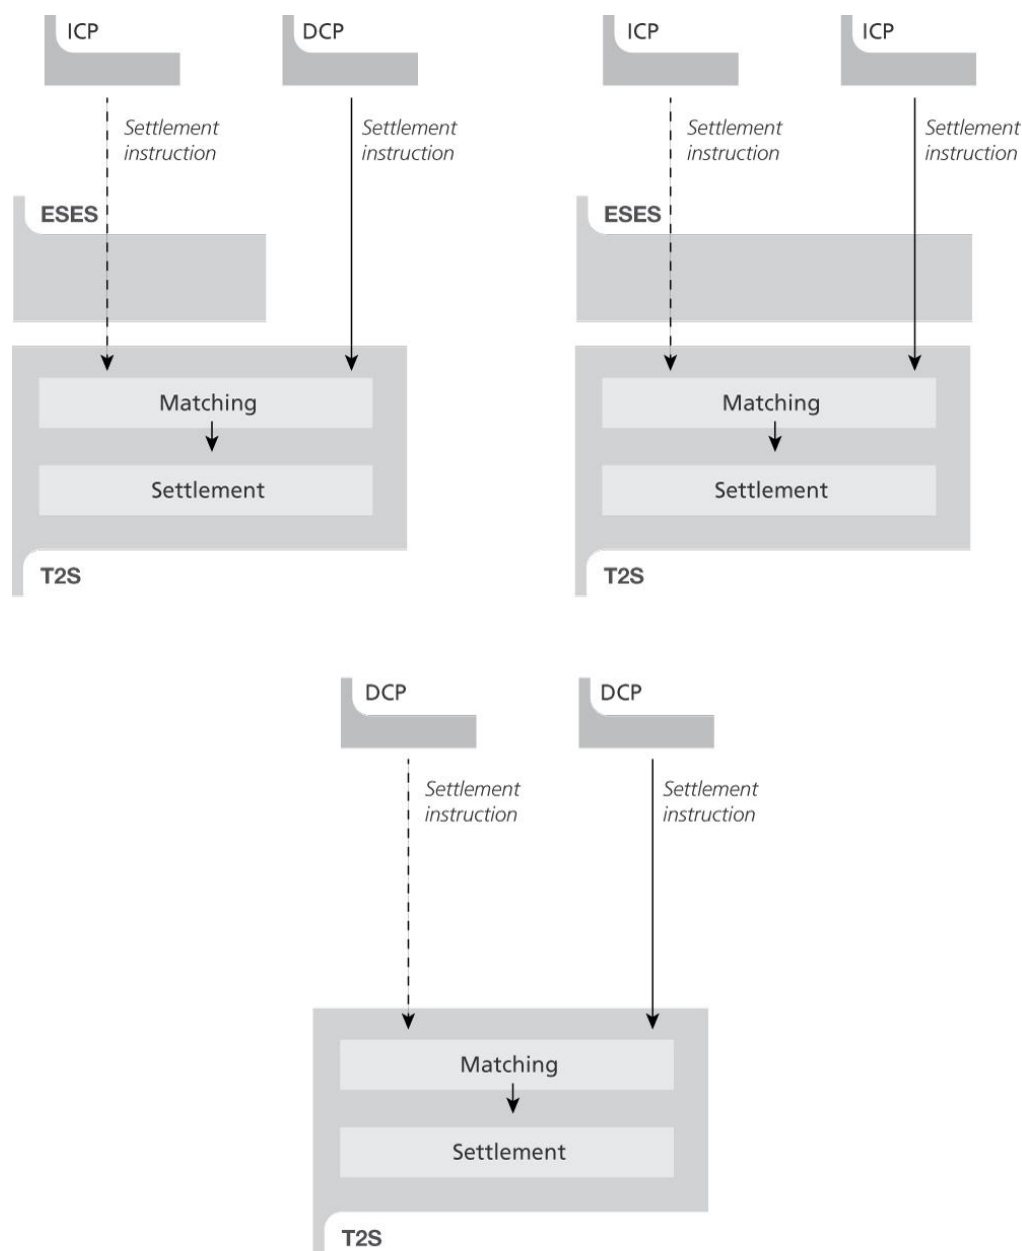 ICP
DCP
ICP
ICP
Settlement
instruction
Settlement
instruction
Settlement
instruction
Settlement
instruction
ESES
ESES
Matching
Matching
Settlement
Settlement
T2S
T2S
DCP
DCP
Settlement
instruction
Settlement
instruction
Matching
Settlement
T2S